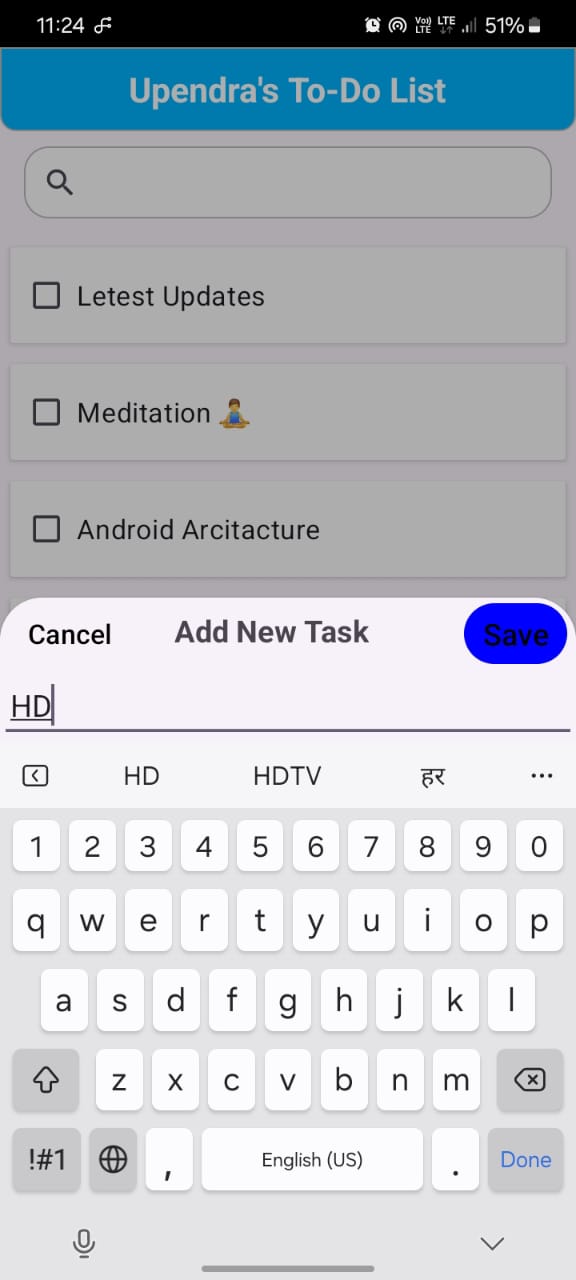 11:24 Vo) LTE LTE 51%
Upendra's To-Do List
Letest Updates
Meditation 🧘
Android Arcitacture
Cancel Add New Task Save
HD
HD HDTV हर ...
1 2 3 4 5 6 7 8 9 0
q w e r t y u i o p
a s d f g h j k l
z x c v b n m
!#1 , English (US) . Done